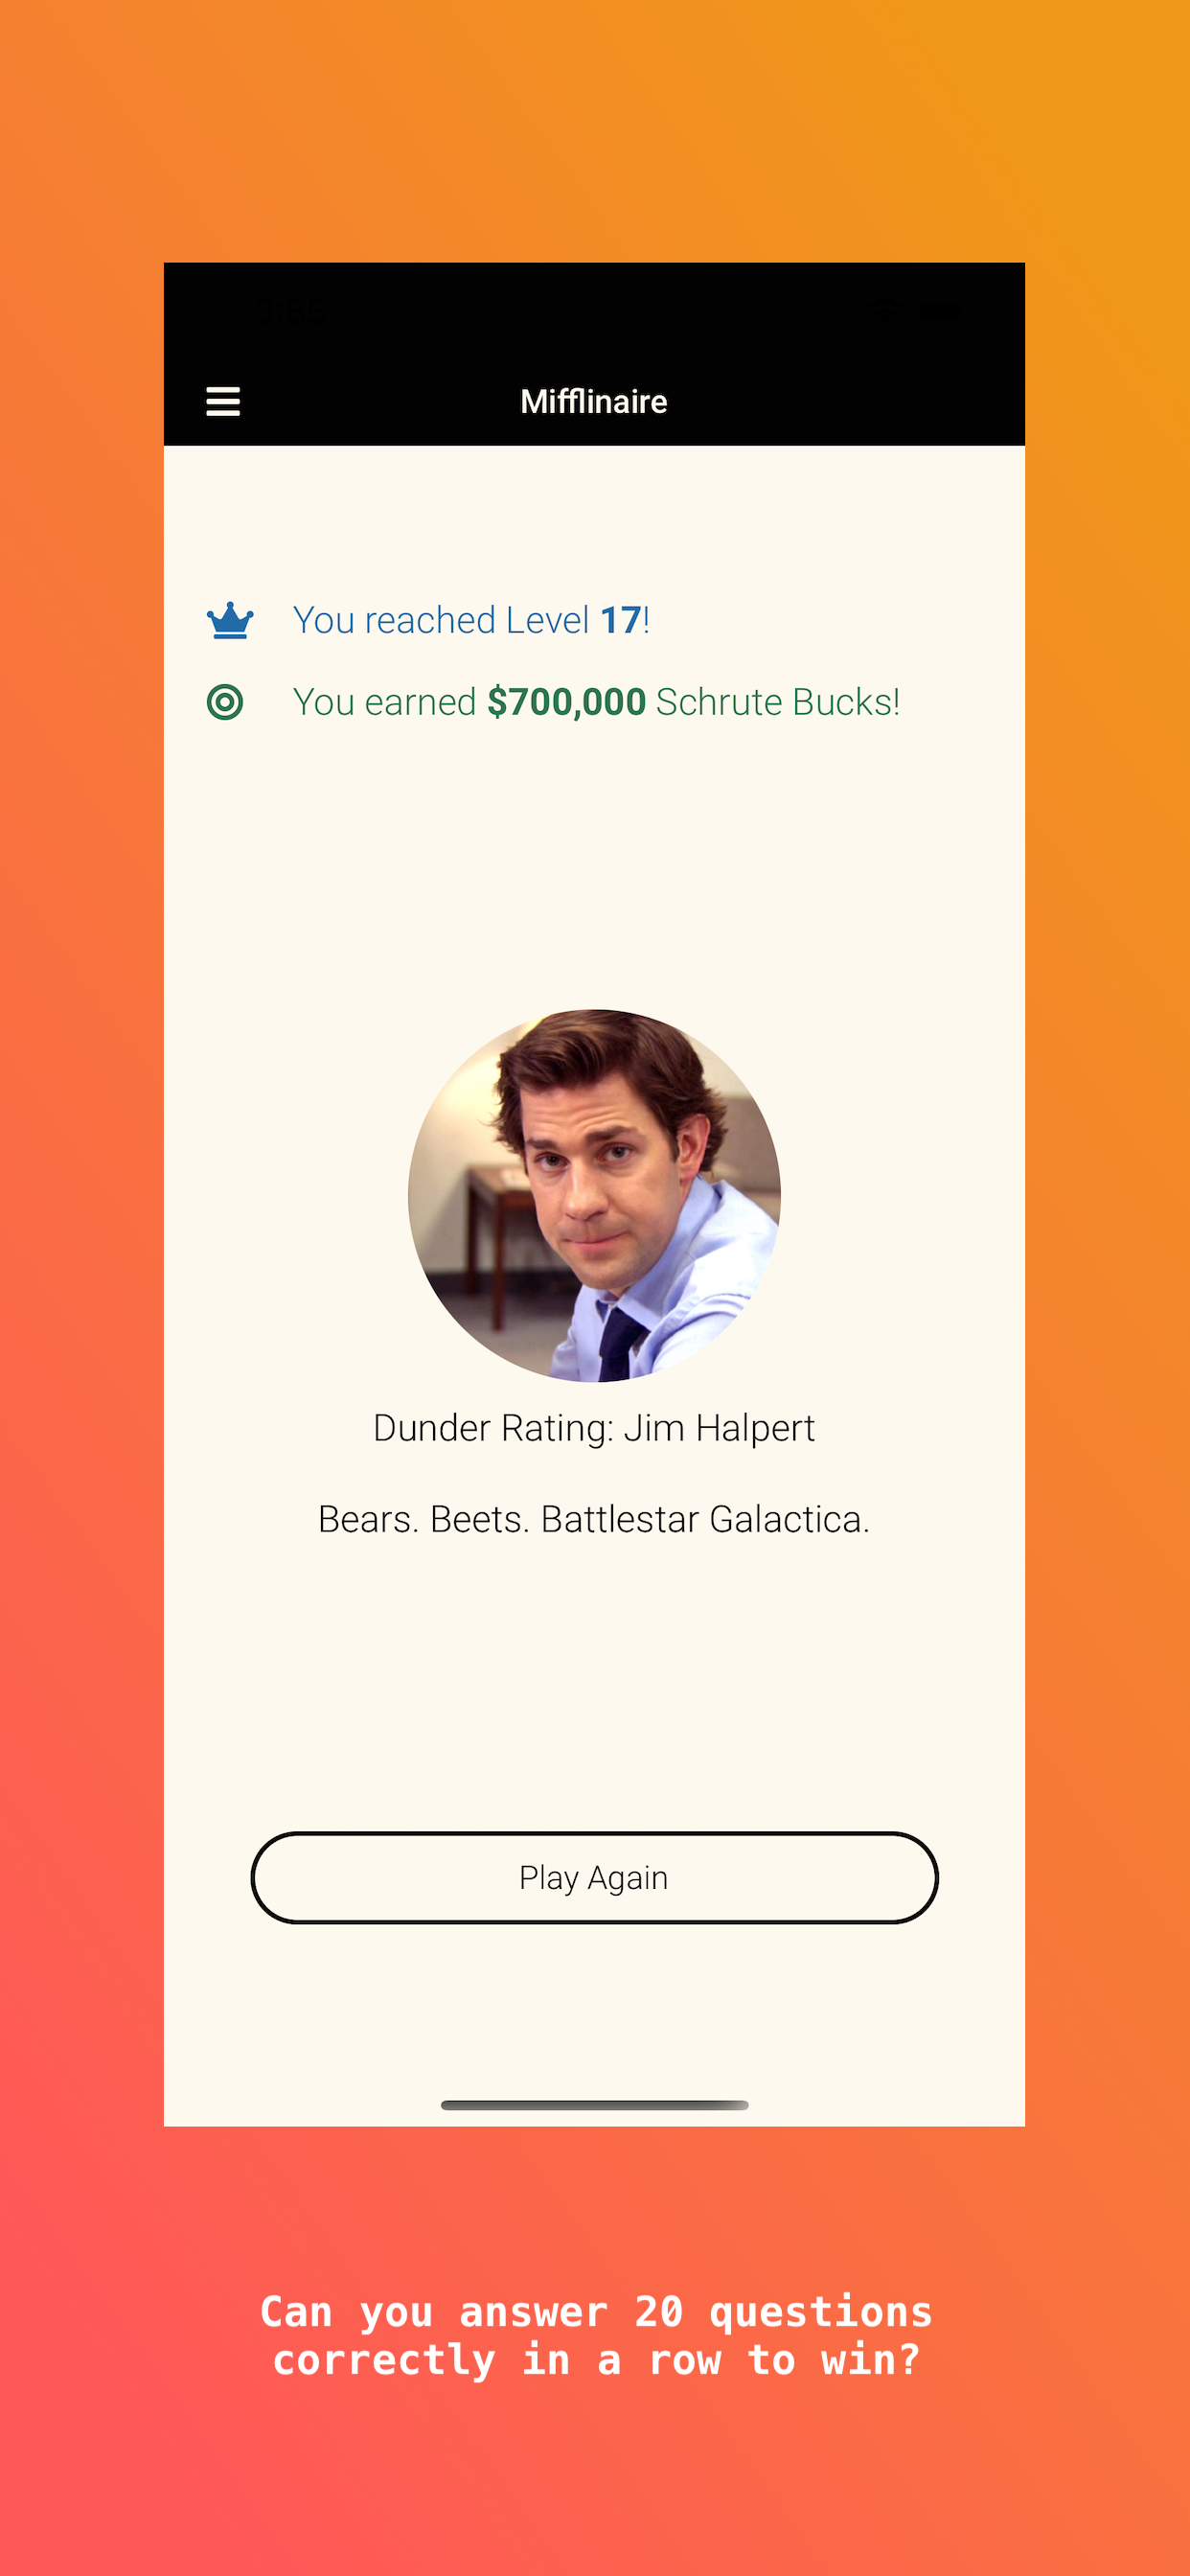 Mifflinaire
You reached Level 17!
You earned $700,000 Schrute Bucks!
Dunder Rating: Jim Halpert
Bears. Beets. Battlestar Galactica.
Play Again
Can you answer 20 questions
correctly in a row to win?